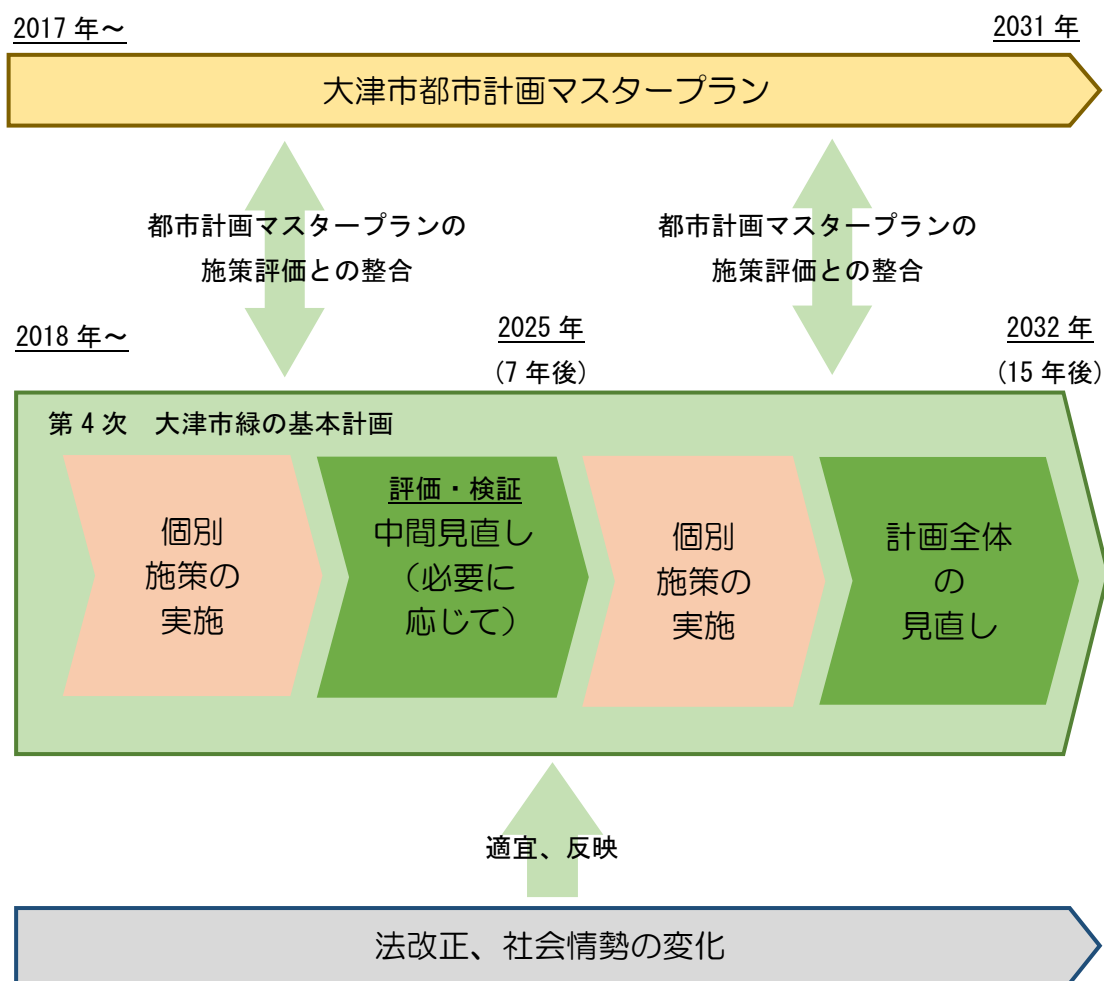 2017 年～
2031 年
大津市都市計画マスタープラン
都市計画マスタープランの
施策評価との整合
都市計画マスタープランの
施策評価との整合
2018 年～
2025 年
(7 年後)
2032 年
(15 年後)
第 4 次　大津市緑の基本計画
個別
施策の
実施
評価・検証
中間見直し
（必要に
応じて）
個別
施策の
実施
計画全体
の
見直し
適宜、反映
法改正、社会情勢の変化